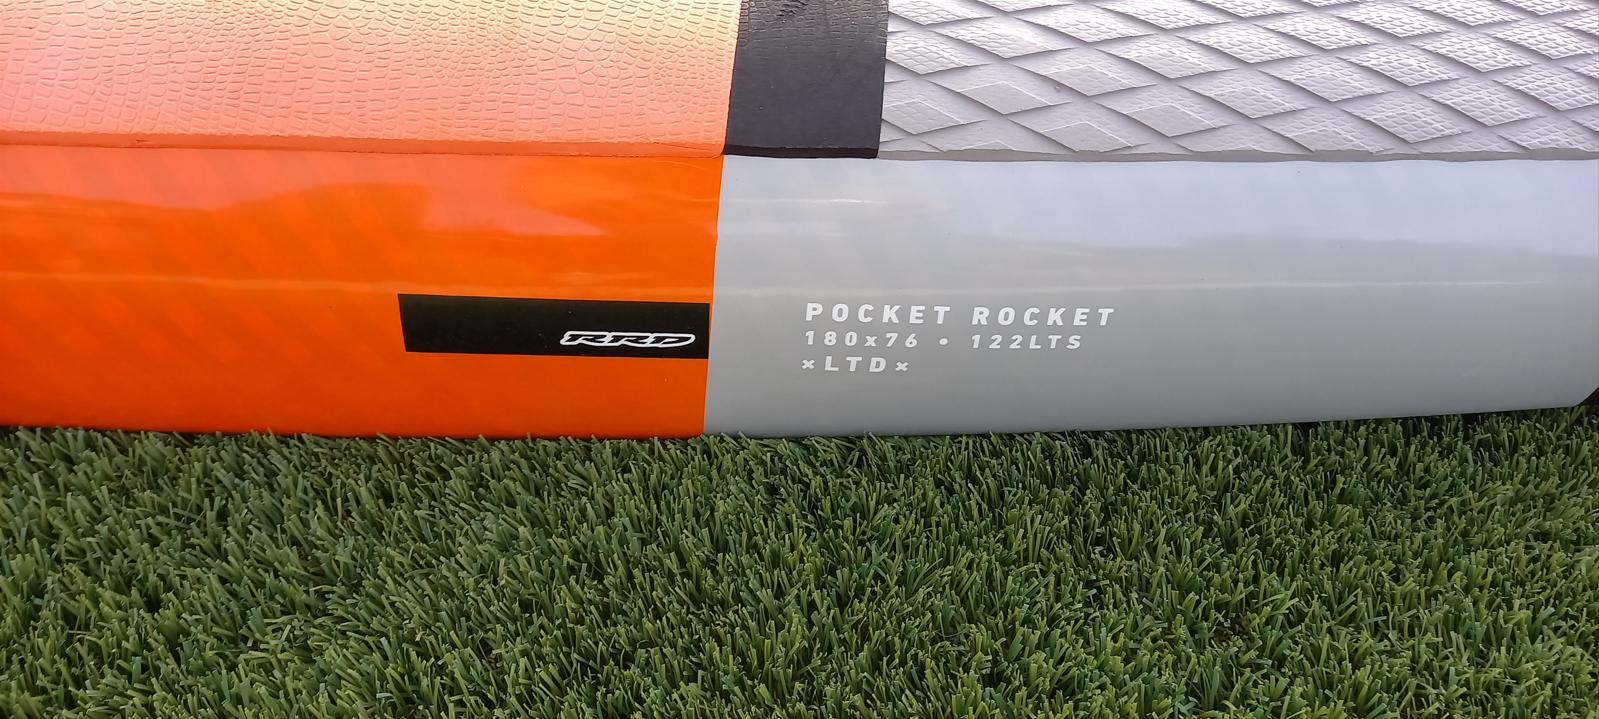 RRD
POCKET ROCKET
180x76 • 122LTS
×LTD×